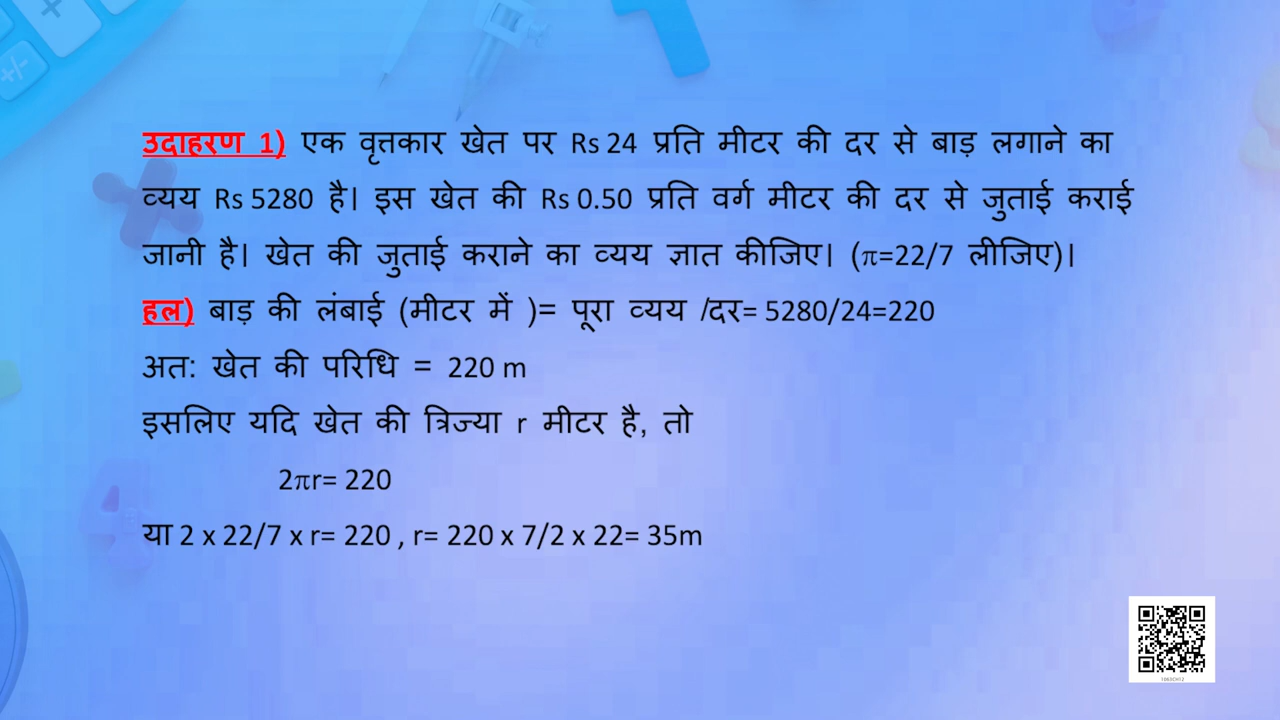 उदाहरण 1) एक वृत्तकार खेत पर Rs 24 प्रति मीटर की दर से बाड़ लगाने का
व्यय Rs 5280 है। इस खेत की Rs 0.50 प्रति वर्ग मीटर की दर से जुताई कराई
जानी है। खेत की जुताई कराने का व्यय ज्ञात कीजिए। (π=22/7 लीजिए)।
हल) बाड़ की लंबाई (मीटर में )= पूरा व्यय /दर= 5280/24=220
अत: खेत की परिधि = 220 m
इसलिए यदि खेत की त्रिज्या r मीटर है, तो
2πr= 220
या 2 x 22/7 x r= 220 , r= 220 x 7/2 x 22= 35m